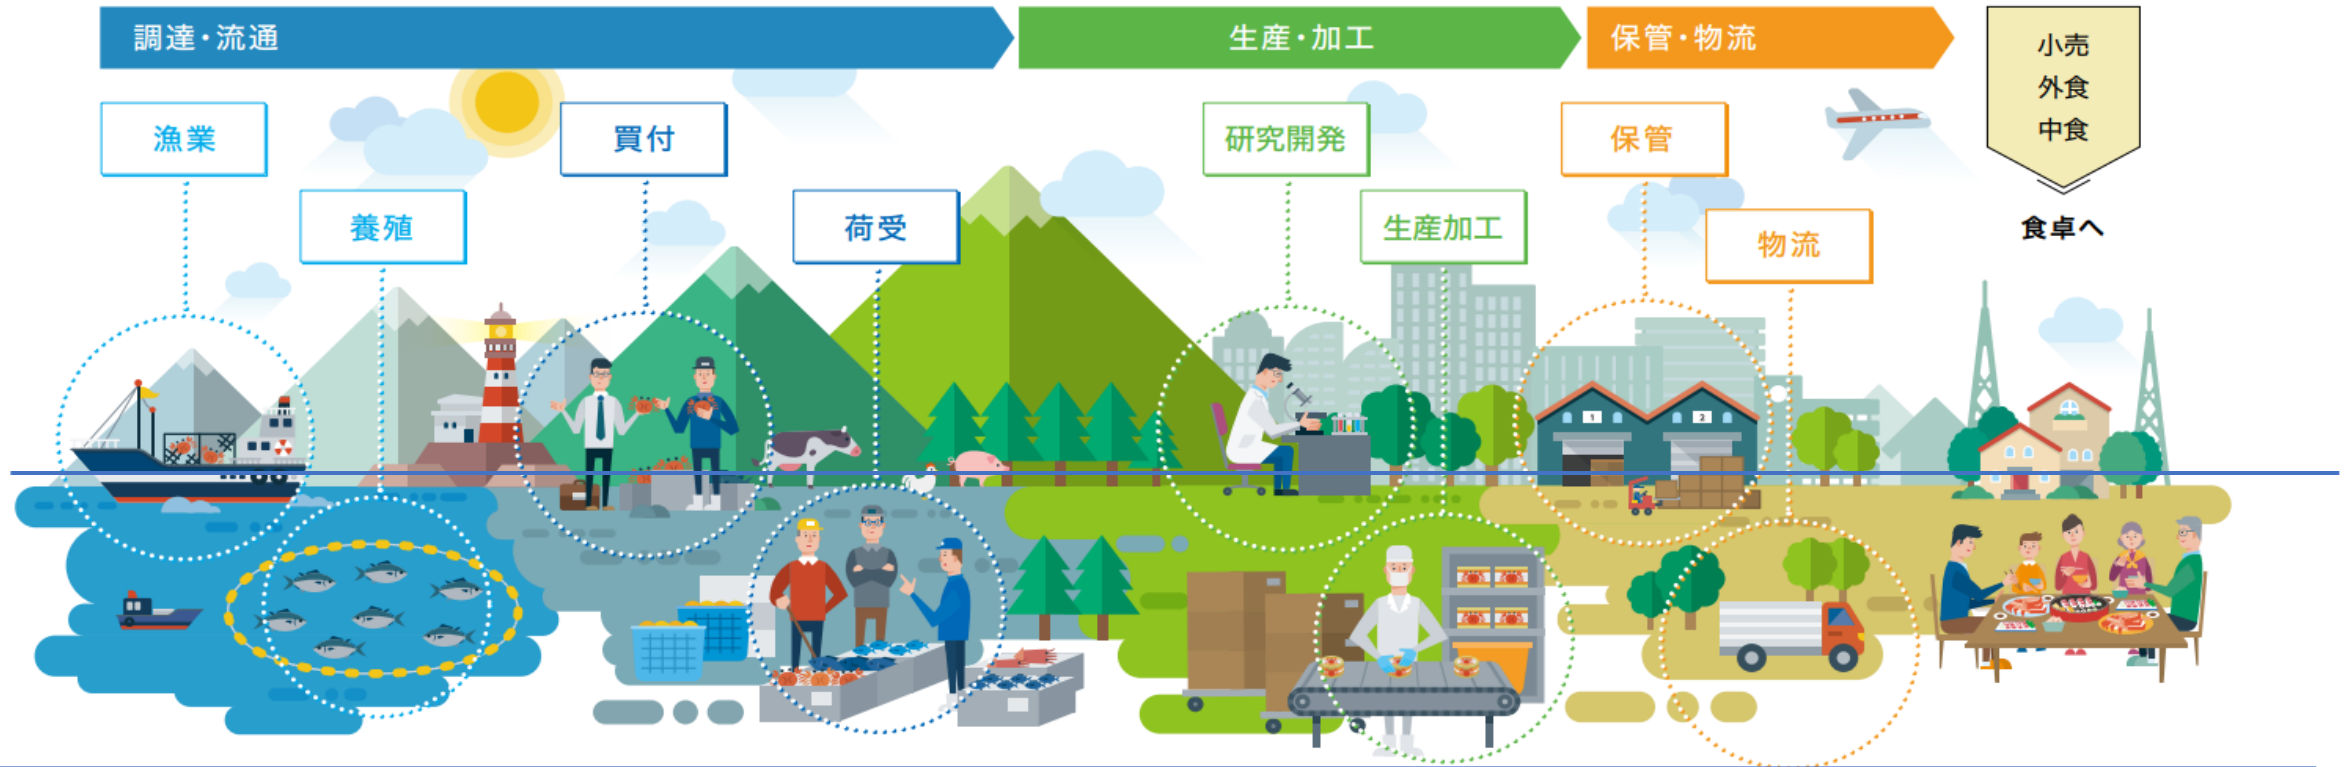 調達・流通
生産・加工
保管・物流
小売
外食
中食
食卓へ
漁業
養殖
買付
荷受
研究開発
生産加工
保管
物流
1
2